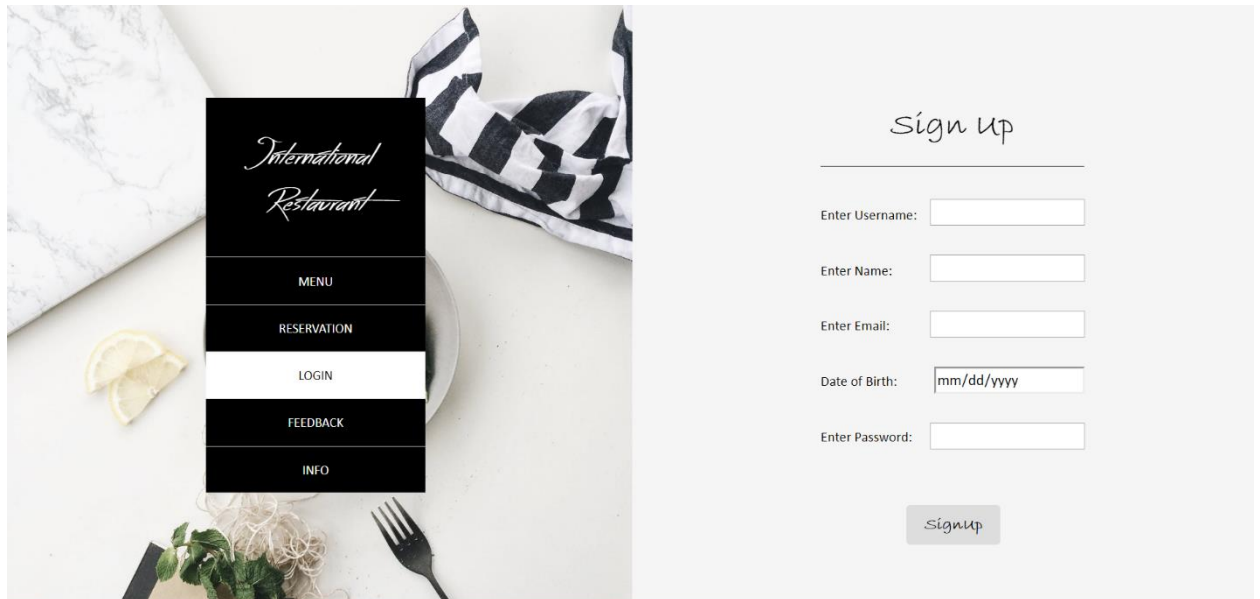 International
Restaurant
MENU
RESERVATION
LOGIN
FEEDBACK
INFO
Sign Up
Enter Username:
Enter Name:
Enter Email:
Date of Birth: mm/dd/yyyy
Enter Password:
SignUp